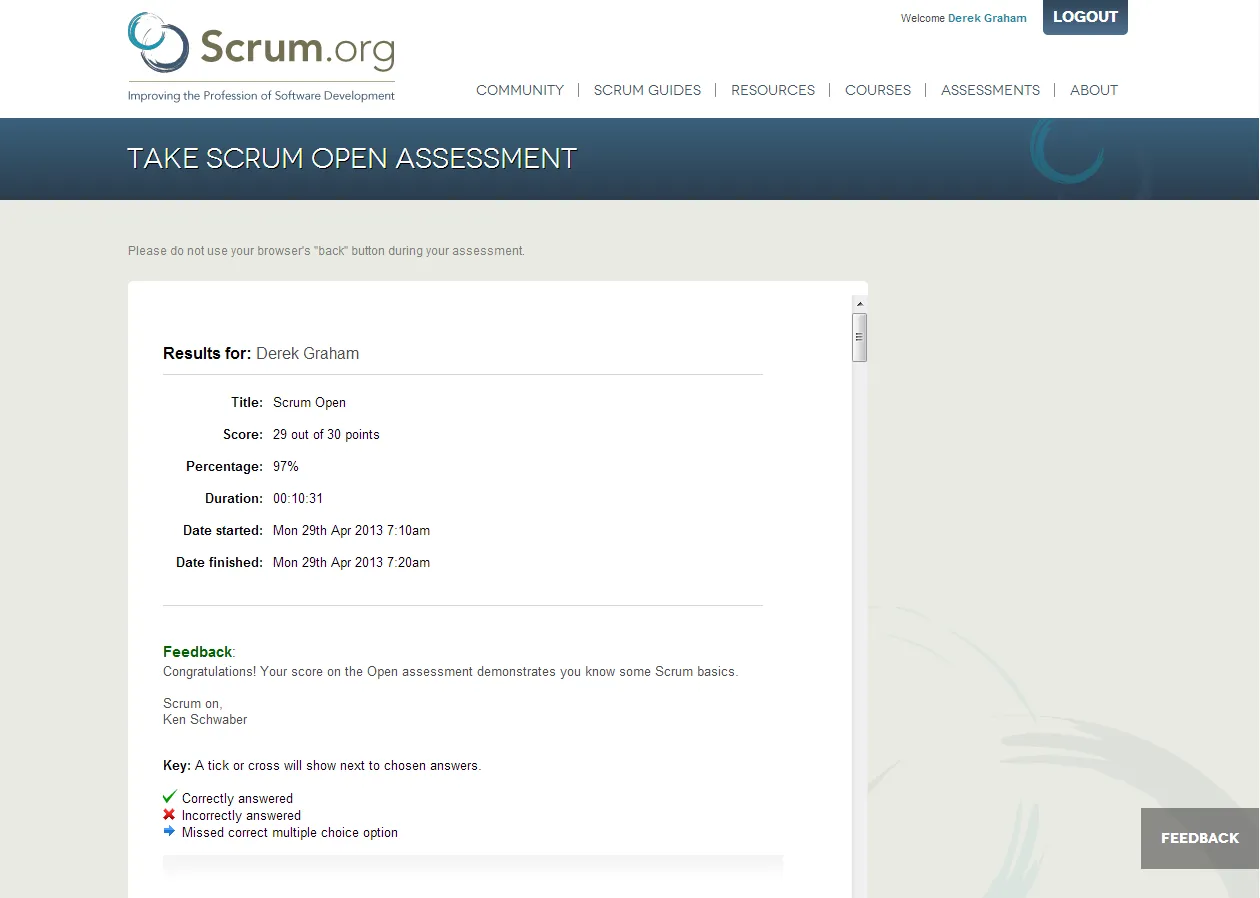 Welcome Derek Graham
LOGOUT
Scrum.org
Improving the Profession of Software Development
COMMUNITY | SCRUM GUIDES | RESOURCES | COURSES | ASSESSMENTS | ABOUT
TAKE SCRUM OPEN ASSESSMENT
Please do not use your browser's "back" button during your assessment.
Results for: Derek Graham
Title: Scrum Open
Score: 29 out of 30 points
Percentage: 97%
Duration: 00:10:31
Date started: Mon 29th Apr 2013 7:10am
Date finished: Mon 29th Apr 2013 7:20am
Feedback:
Congratulations! Your score on the Open assessment demonstrates you know some Scrum basics.
Scrum on,
Ken Schwaber
Key: A tick or cross will show next to chosen answers.
Correctly answered
Incorrectly answered
Missed correct multiple choice option
FEEDBACK